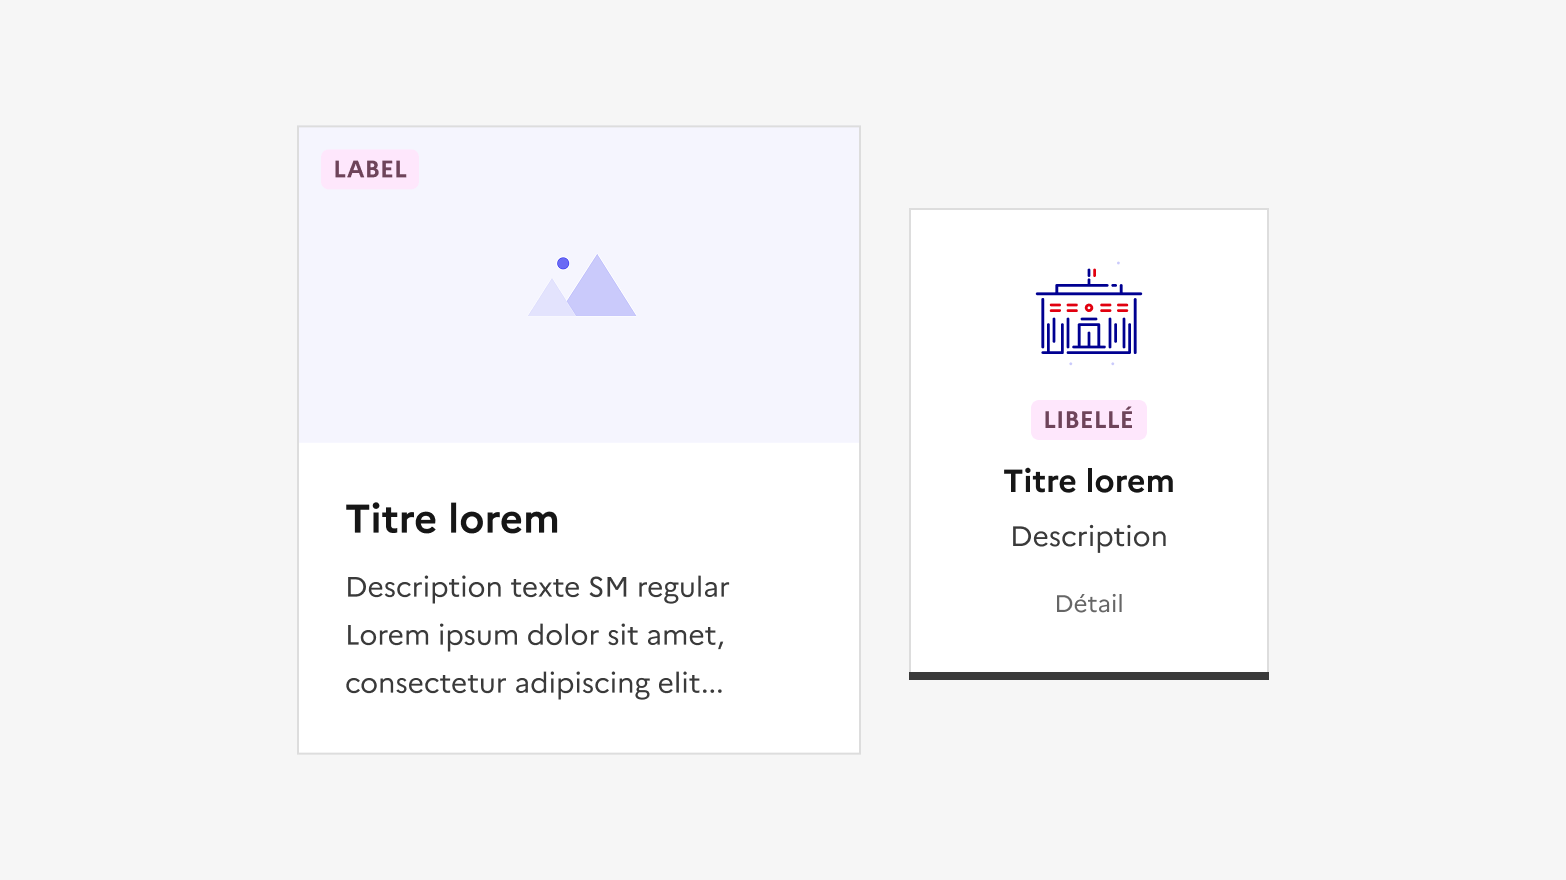 LABEL
Titre lorem
Description texte SM regular
Lorem ipsum dolor sit amet,
consectetur adipiscing elit...
LIBELLÉ
Titre lorem
Description
Détail